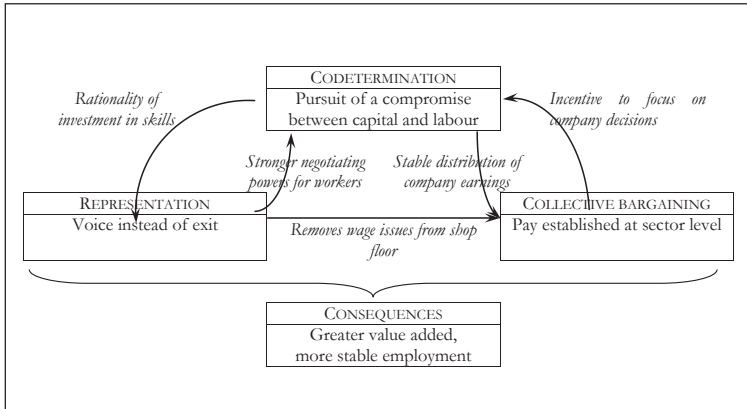 CODETERMINATION
Pursuit of a compromise
between capital and labour
Rationality of
investment in skills
Incentive to focus on
company decisions
Stronger negotiating
powers for workers
Stable distribution of
company earnings
REPRESENTATION
Voice instead of exit
COLLECTIVE BARGAINING
Pay established at sector level
Removes wage issues from shop
floor
CONSEQUENCES
Greater value added,
more stable employment